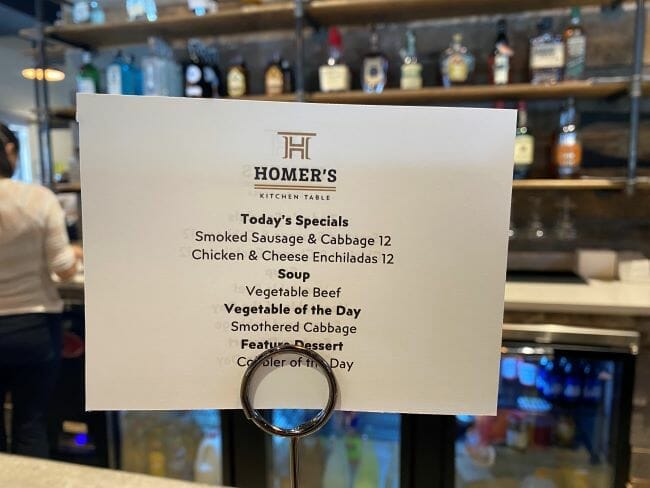 H
HOMER'S
KITCHEN TABLE
Today's Specials
Smoked Sausage & Cabbage 12
Chicken & Cheese Enchiladas 12
Soup
Vegetable Beef
Vegetable of the Day
Smothered Cabbage
Feature Dessert
Cobbler of the Day